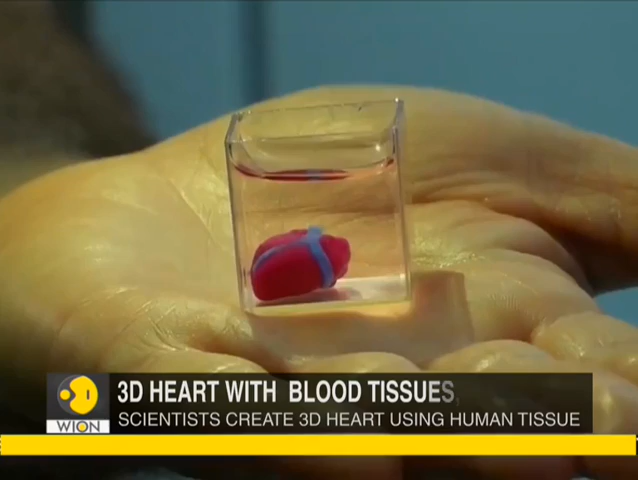 3D HEART WITH BLOOD TISSUES,
SCIENTISTS CREATE 3D HEART USING HUMAN TISSUE
WION